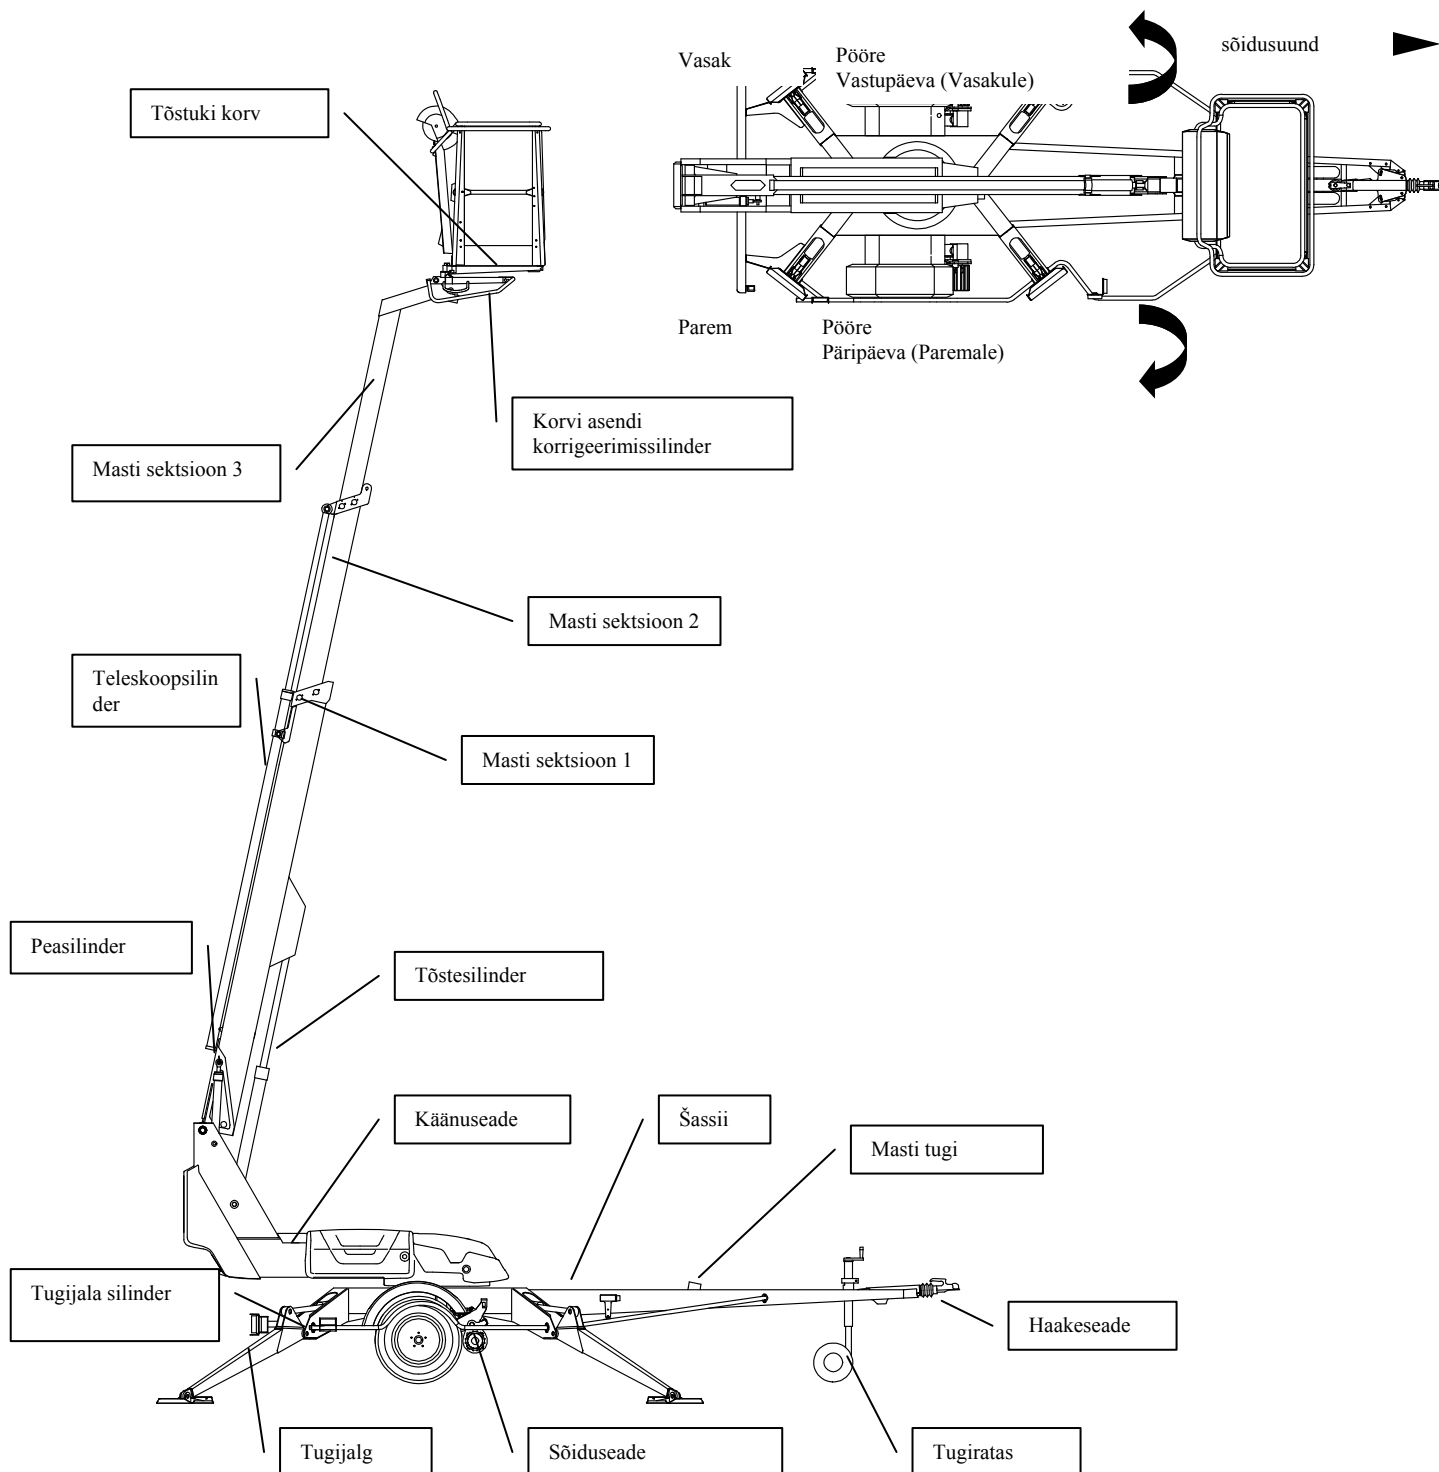 Vasak
Pööre
Vastupäeva (Vasakule)
sõidusuund
Tõstuki korv
Parem
Pööre
Päripäeva (Paremale)
Korvi asendi
korrigeerimissilinder
Masti sektsioon 3
Masti sektsioon 2
Teleskoopsilin
der
Masti sektsioon 1
Peasilinder
Tõstesilinder
Käänuseade
Šassii
Masti tugi
Tugijala silinder
Haakeseade
Tugijalg
Sõiduseade
Tugiratas